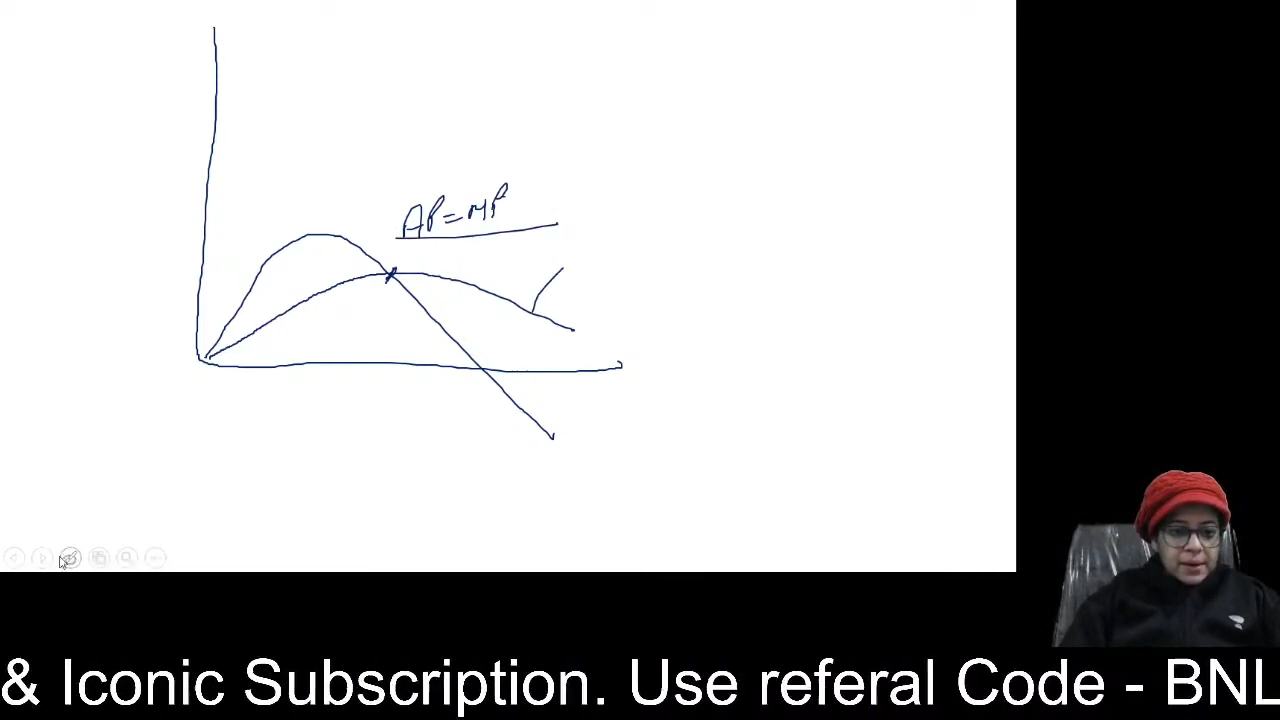 AP=MP
& Iconic Subscription. Use referal Code - BNL